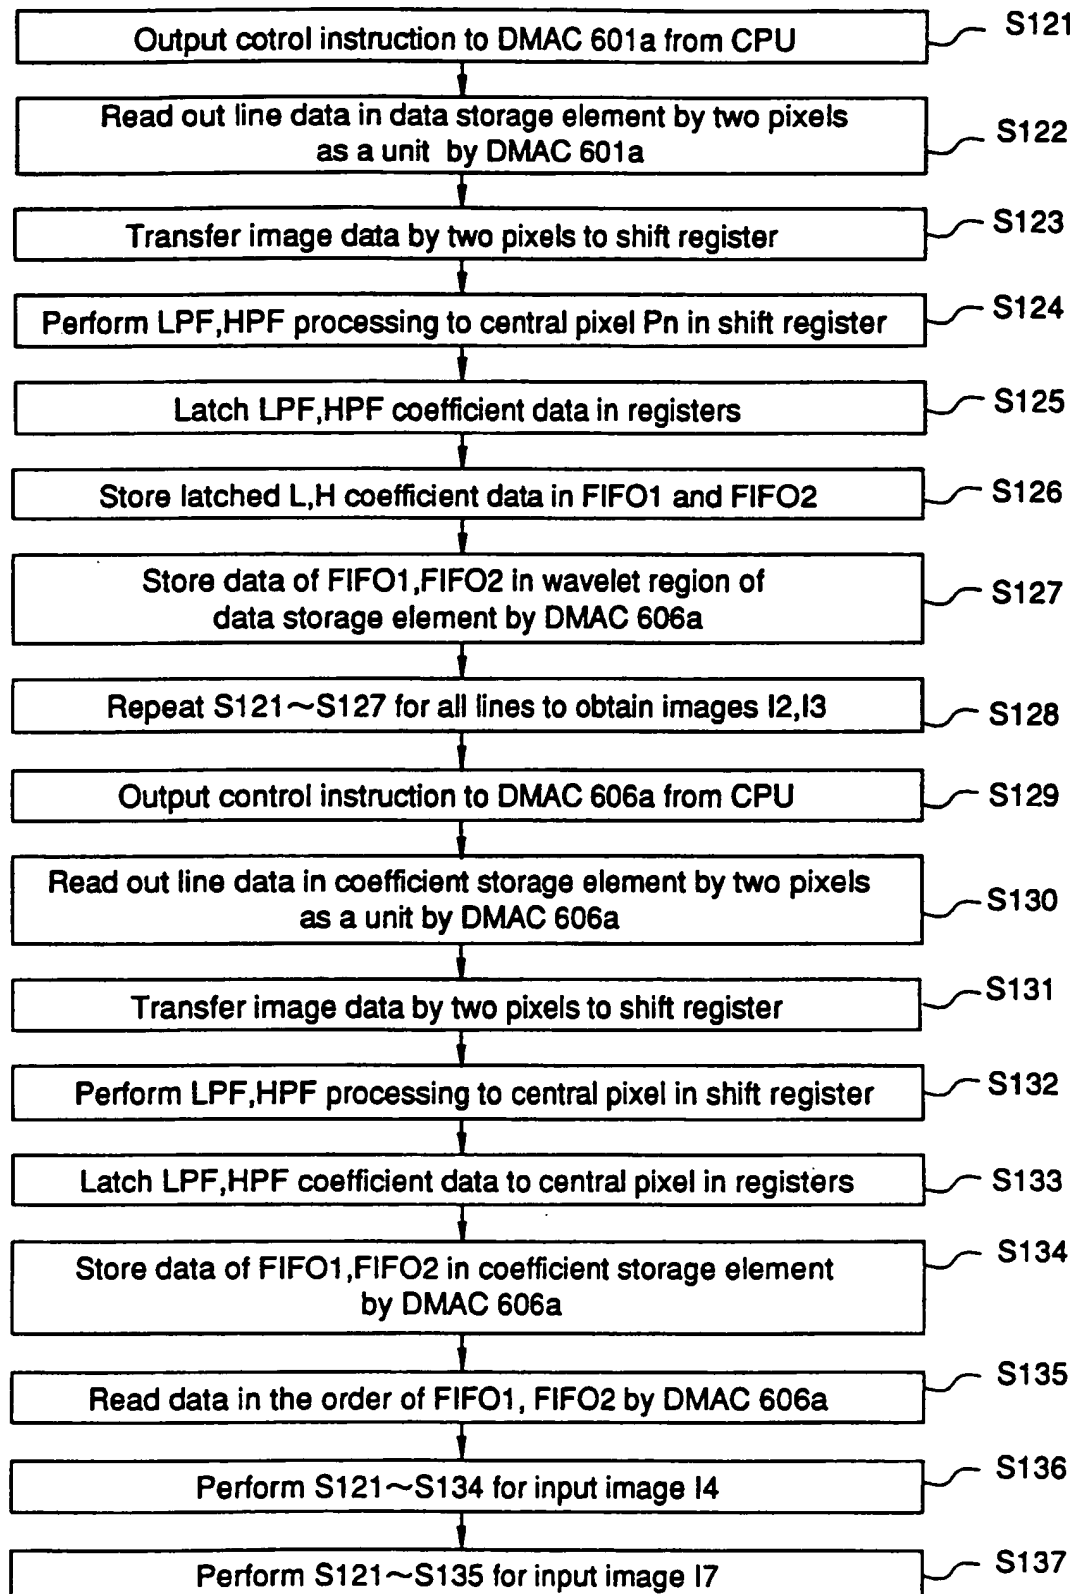 Output cotrol instruction to DMAC 601a from CPU
S121
Read out line data in data storage element by two pixels
as a unit by DMAC 601a
S122
Transfer image data by two pixels to shift register
S123
Perform LPF,HPF processing to central pixel Pn in shift register
S124
Latch LPF,HPF coefficient data in registers
S125
Store latched L,H coefficient data in FIFO1 and FIFO2
S126
Store data of FIFO1,FIFO2 in wavelet region of
data storage element by DMAC 606a
S127
Repeat S121~S127 for all lines to obtain images I2,I3
S128
Output control instruction to DMAC 606a from CPU
S129
Read out line data in coefficient storage element by two pixels
as a unit by DMAC 606a
S130
Transfer image data by two pixels to shift register
S131
Perform LPF,HPF processing to central pixel in shift register
S132
Latch LPF,HPF coefficient data to central pixel in registers
S133
Store data of FIFO1,FIFO2 in coefficient storage element
by DMAC 606a
S134
Read data in the order of FIFO1, FIFO2 by DMAC 606a
S135
Perform S121~S134 for input image I4
S136
Perform S121~S135 for input image I7
S137